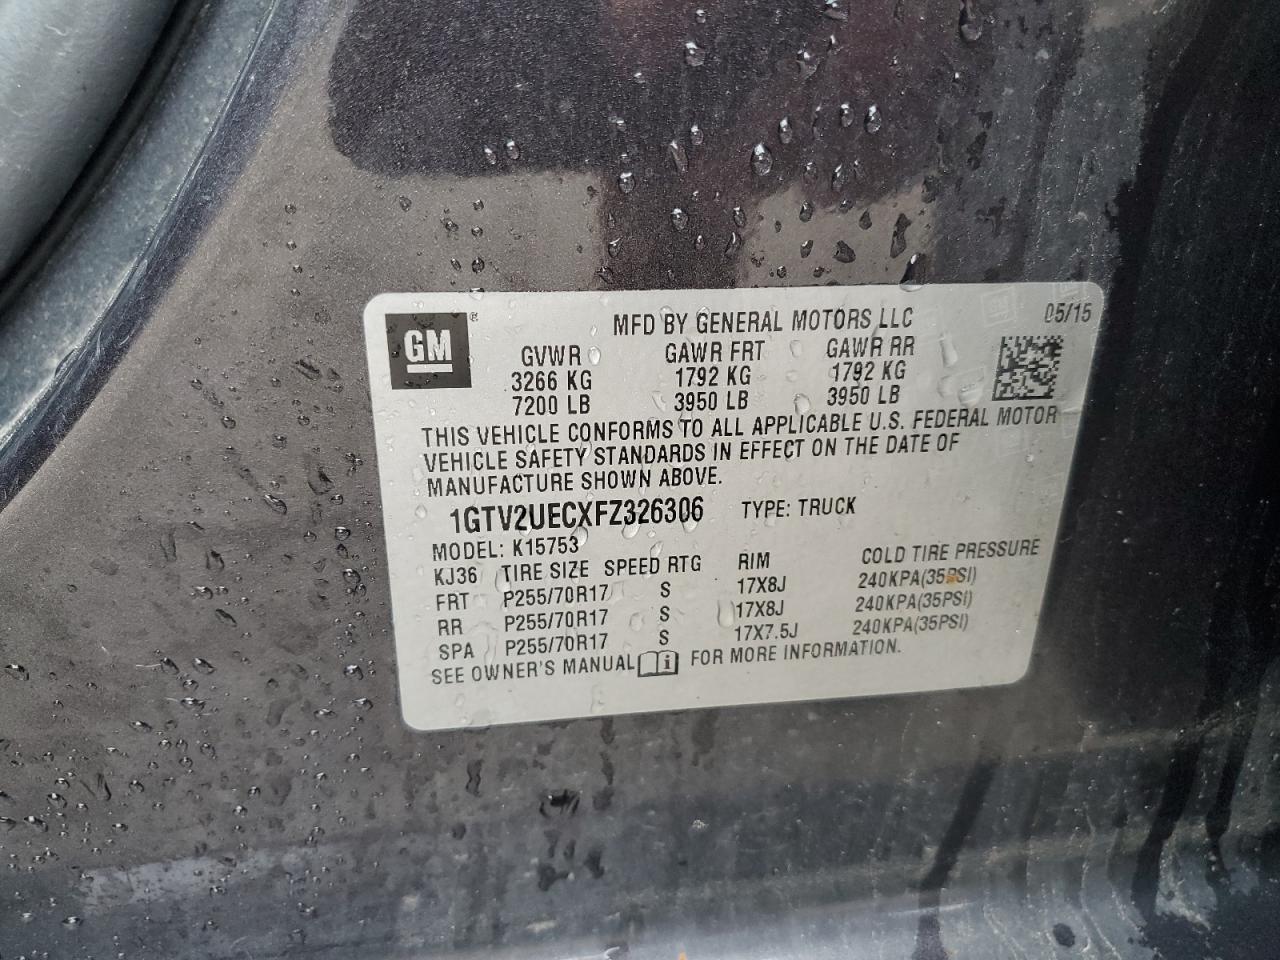 GM ®
MFD BY GENERAL MOTORS LLC 05/15
GVWR GAWR FRT GAWR RR
3266 KG 1792 KG 1792 KG
7200 LB 3950 LB 3950 LB
THIS VEHICLE CONFORMS TO ALL APPLICABLE U.S. FEDERAL MOTOR
VEHICLE SAFETY STANDARDS IN EFFECT ON THE DATE OF
MANUFACTURE SHOWN ABOVE.
1GTV2UECXFZ326306 TYPE: TRUCK
MODEL: K15753
KJ36 TIRE SIZE SPEED RTG RIM COLD TIRE PRESSURE
FRT P255/70R17 S 17X8J 240KPA(35PSI)
RR P255/70R17 S 17X8J 240KPA(35PSI)
SPA P255/70R17 S 17X7.5J 240KPA(35PSI)
SEE OWNER'S MANUAL i FOR MORE INFORMATION.